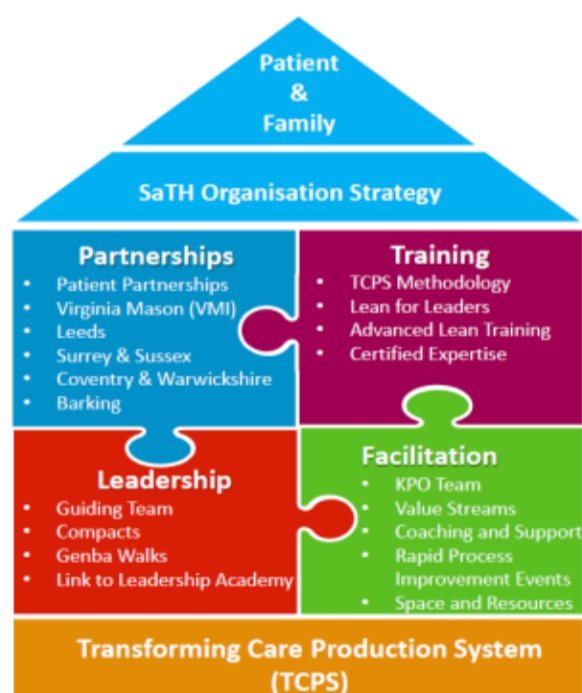 Patient
&
Family
SaTH Organisation Strategy
Partnerships
• Patient Partnerships
• Virginia Mason (VMI)
• Leeds
• Surrey & Sussex
• Coventry & Warwickshire
• Barking
Training
• TCPS Methodology
• Lean for Leaders
• Advanced Lean Training
• Certified Expertise
Leadership
• Guiding Team
• Compacts
• Genba Walks
• Link to Leadership Academy
Facilitation
• KPO Team
• Value Streams
• Coaching and Support
• Rapid Process
Improvement Events
• Space and Resources
Transforming Care Production System
(TCPS)